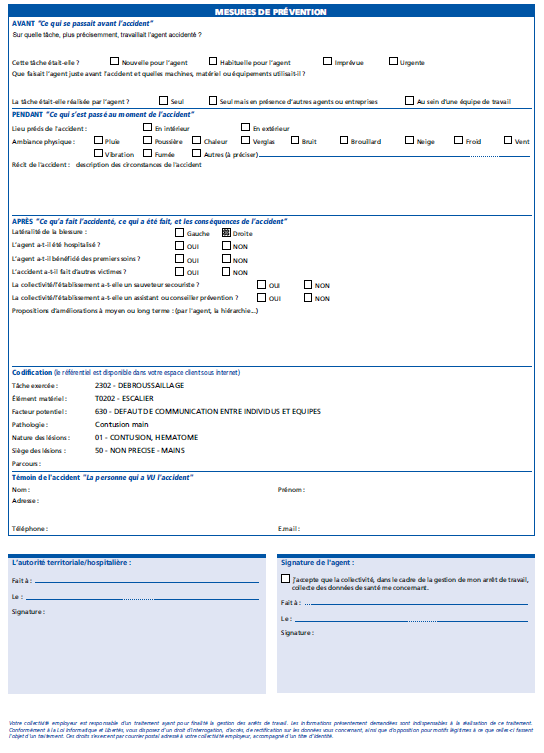 MESURES DE PRÉVENTION
AVANT "Ce qui se passait avant l'accident"
Sur quelle tâche, plus précisemment, travaillait l'agent accidenté ?
Cette tâche était-elle ? Nouvelle pour l'agent Habituelle pour l'agent Imprévue Urgente
Que faisait l'agent juste avant l'accident et quelles machines, matériel ou équipements utilisait-il ?
La tâche était-elle réalisée par l'agent ? Seul Seul mais en présence d'autres agents ou entreprises Au sein d'une équipe de travail
PENDANT "Ce qui s'est passé au moment de l'accident"
Lieu précis de l'accident : En intérieur En extérieur
Ambiance physique : Pluie Poussière Chaleur Verglas Bruit Brouillard Neige Froid Vent
Vibration Fumée Autres (à préciser)
Récit de l'accident : description des circonstances de l'accident
APRÈS "Ce qu'a fait l'accidenté, ce qui a été fait, et les conséquences de l'accident"
Latéralité de la blessure : Gauche Droite
L'agent a-t-il été hospitalisé ? OUI NON
L'agent a-t-il bénéficié des premiers soins ? OUI NON
L'accident a-t-il fait d'autres victimes ? OUI NON
La collectivité/l'établissement a-t-elle un sauveteur secouriste ? OUI NON
La collectivité/l'établissement a-t-elle un assistant ou conseiller prévention ? OUI NON
Propositions d'améliorations à moyen ou long terme : (par l'agent, la hiérarchie...)
Codification (le référentiel est disponible dans votre espace client sous internet)
Tâche exercée : 2302 - DEBROUSSAILLAGE
Élément matériel : T0202 - ESCALIER
Facteur potentiel : 630 - DEFAUT DE COMMUNICATION ENTRE INDIVIDUS ET EQUIPES
Pathologie : Contusion main
Nature des lésions : 01 - CONTUSION, HEMATOME
Siège des lésions : 50 - NON PRECISE - MAINS
Parcours :
Témoin de l'accident "La personne qui a VU l'accident"
Nom : Prénom :
Adresse :
Téléphone : E.mail :
L'autorité territoriale/hospitalière :
Fait à :
Le :
Signature :
Signature de l'agent :
J'accepte que la collectivité, dans le cadre de la gestion de mon arrêt de travail,
collecte des données de santé me concernant.
Fait à :
Le :
Signature :
Votre collectivité employeur est responsable d'un traitement ayant pour finalité la gestion des arrêts de travail. Les informations présentement demandées sont indispensables à la réalisation de ce traitement.
Conformément à la Loi Informatique et Libertés, vous disposez d'un droit d'interrogation, d'accès, de rectification sur les données vous concernant, ainsi que d'opposition pour motifs légitimes à ce que celles-ci fassent
l'objet d'un traitement. Ces droits s'exercent par courrier postal adressé à votre collectivité employeur, accompagné d'un titre d'identité.